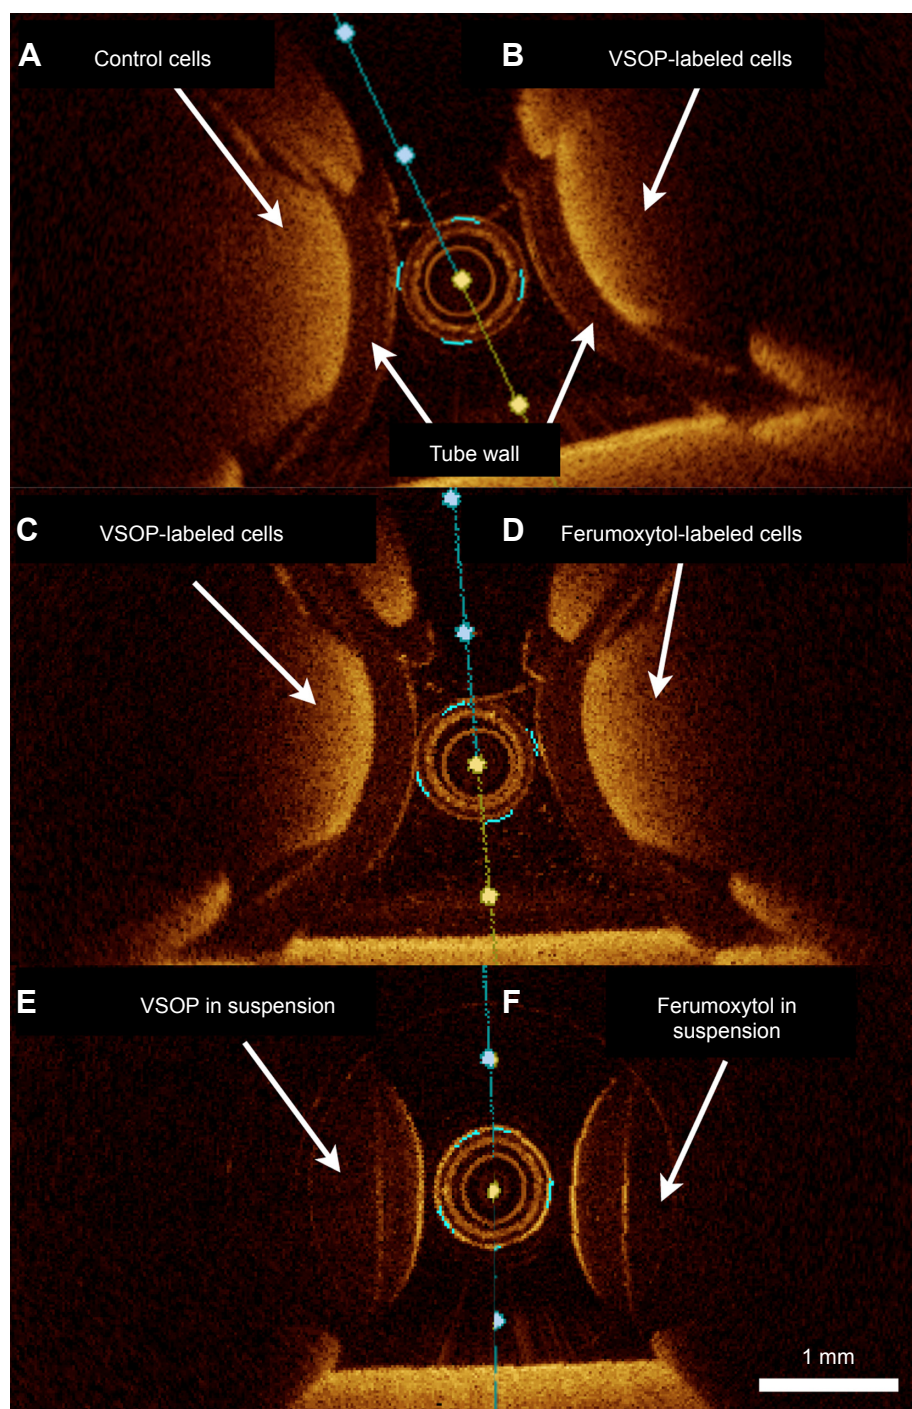 A
Control cells
B
VSOP-labeled cells
Tube wall
C
VSOP-labeled cells
D
Ferumoxytol-labeled cells
E
VSOP in suspension
F
Ferumoxytol in
suspension
1 mm